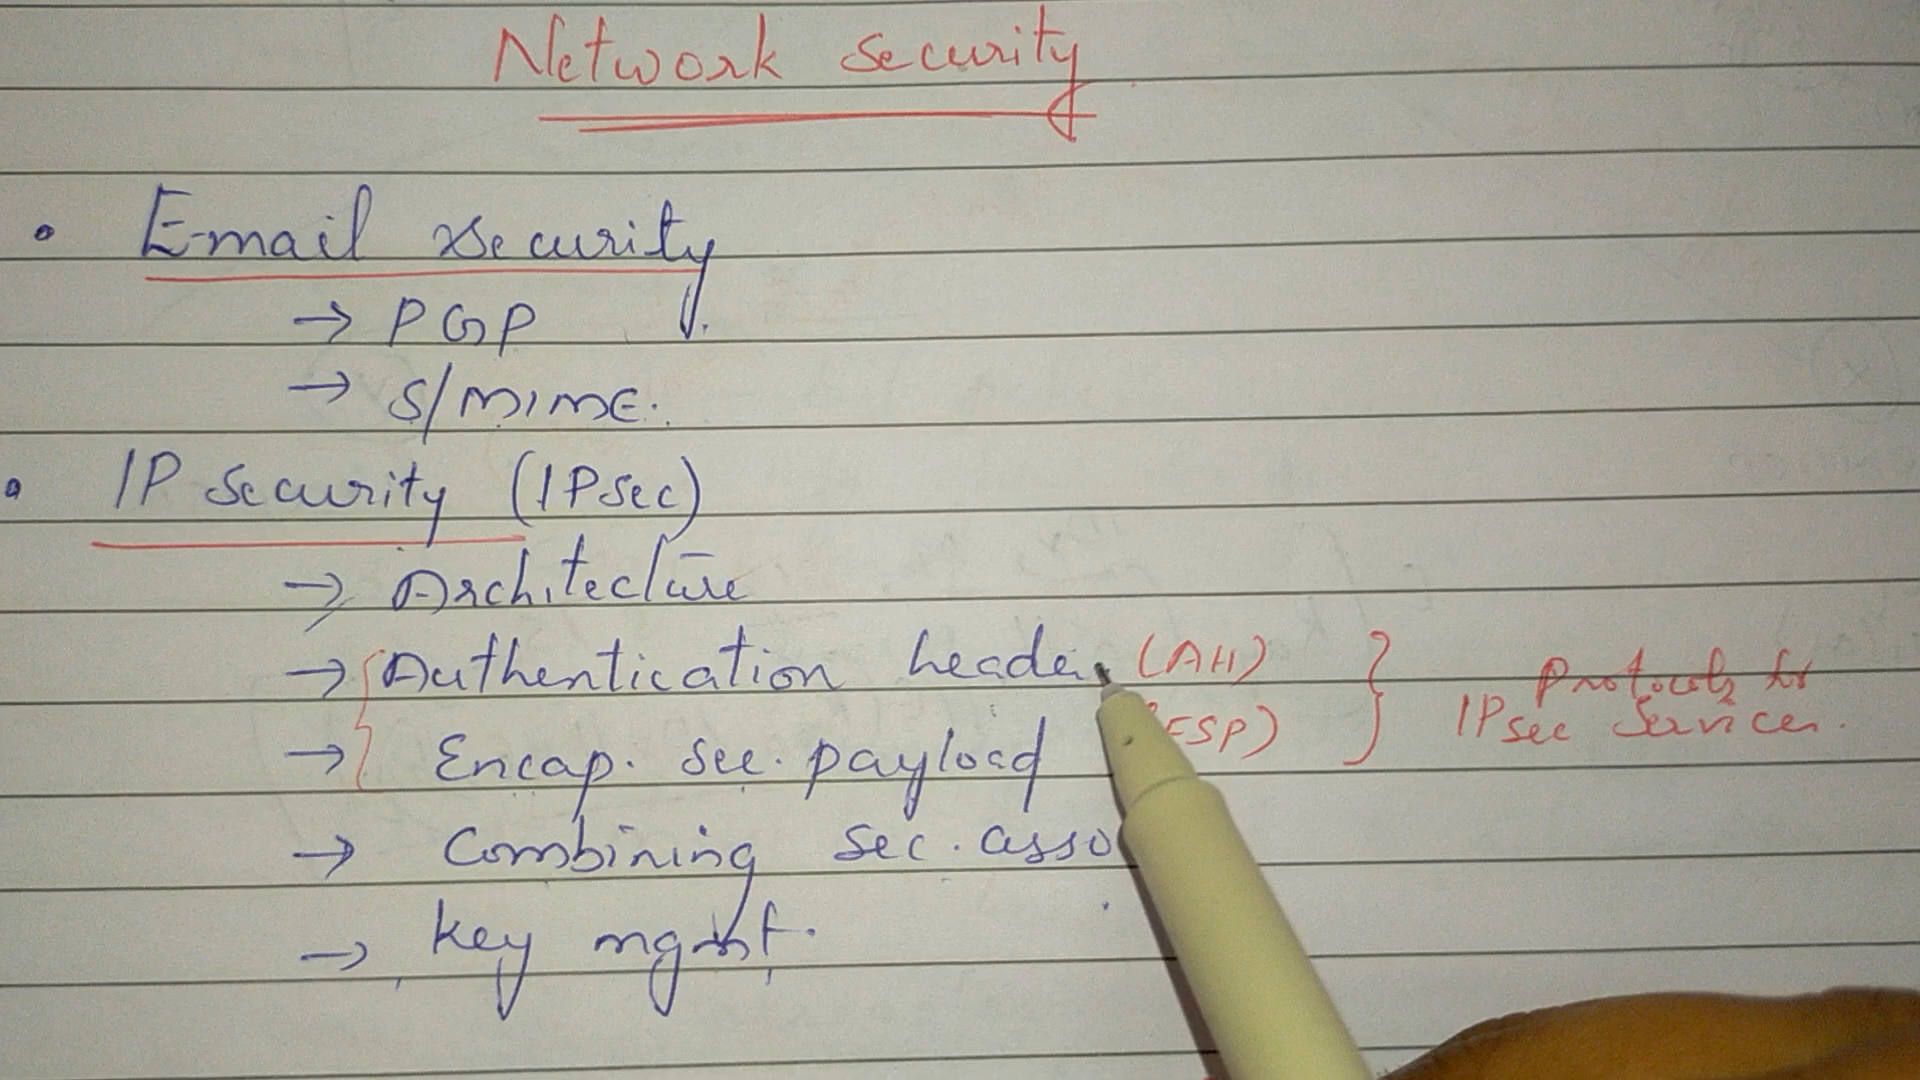 Network Security
• E-mail Security
→ PGP
→ S/MIME.
• IP Security (IPsec)
→ Architecture
→ Authentication header (AH)
→ Encap. sec. payload ESP)
Protocols for
IPsec Services.
→ Combining sec. asso
→ key mgmt.